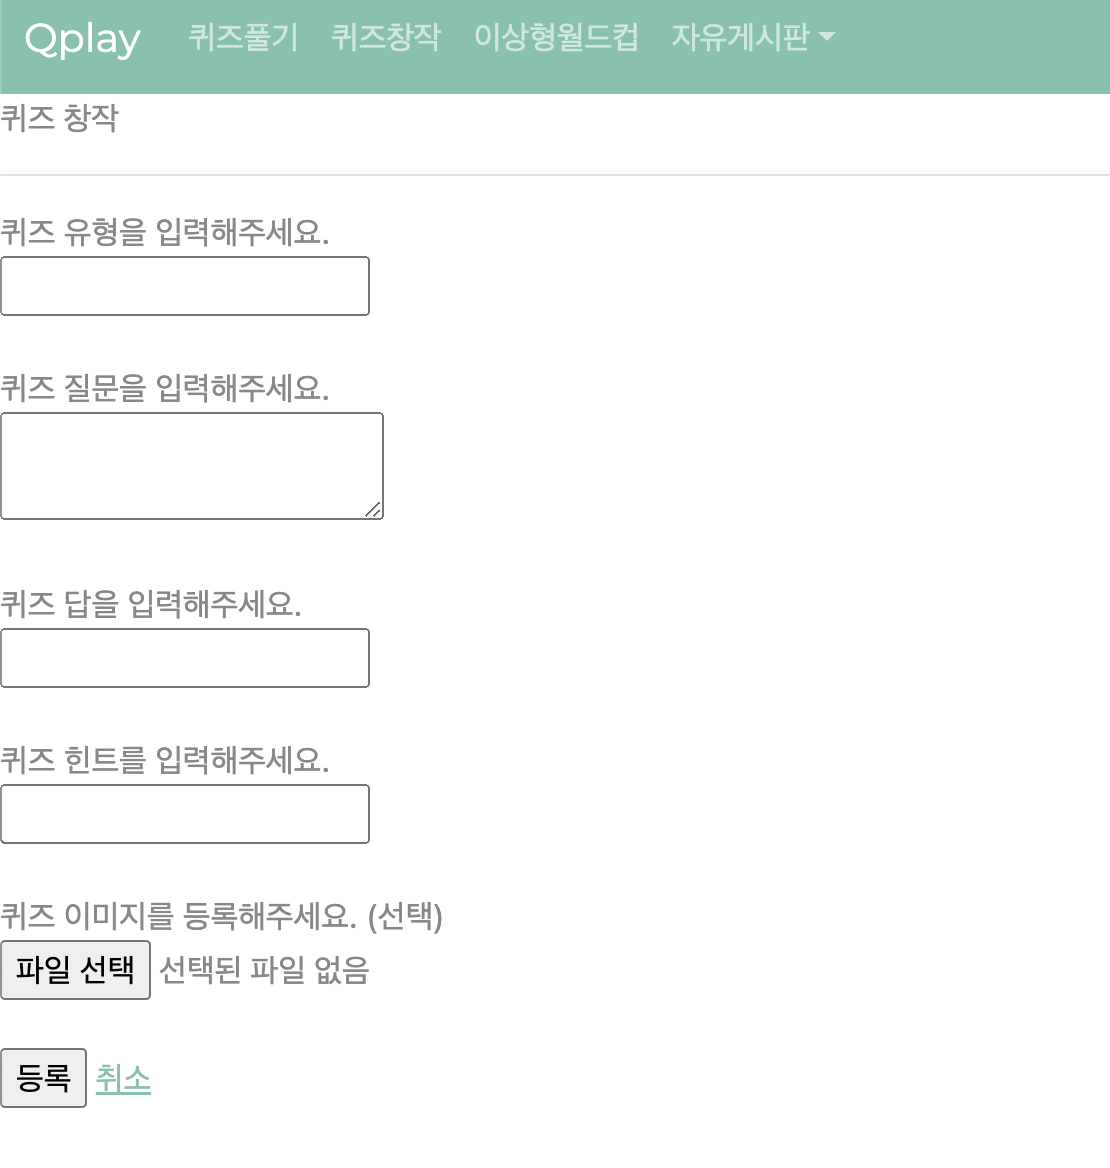 Qplay 퀴즈풀기 퀴즈창작 이상형월드컵 자유게시판
퀴즈 창작
퀴즈 유형을 입력해주세요.
퀴즈 질문을 입력해주세요.
퀴즈 답을 입력해주세요.
퀴즈 힌트를 입력해주세요.
퀴즈 이미지를 등록해주세요. (선택)
파일 선택 선택된 파일 없음
등록 취소